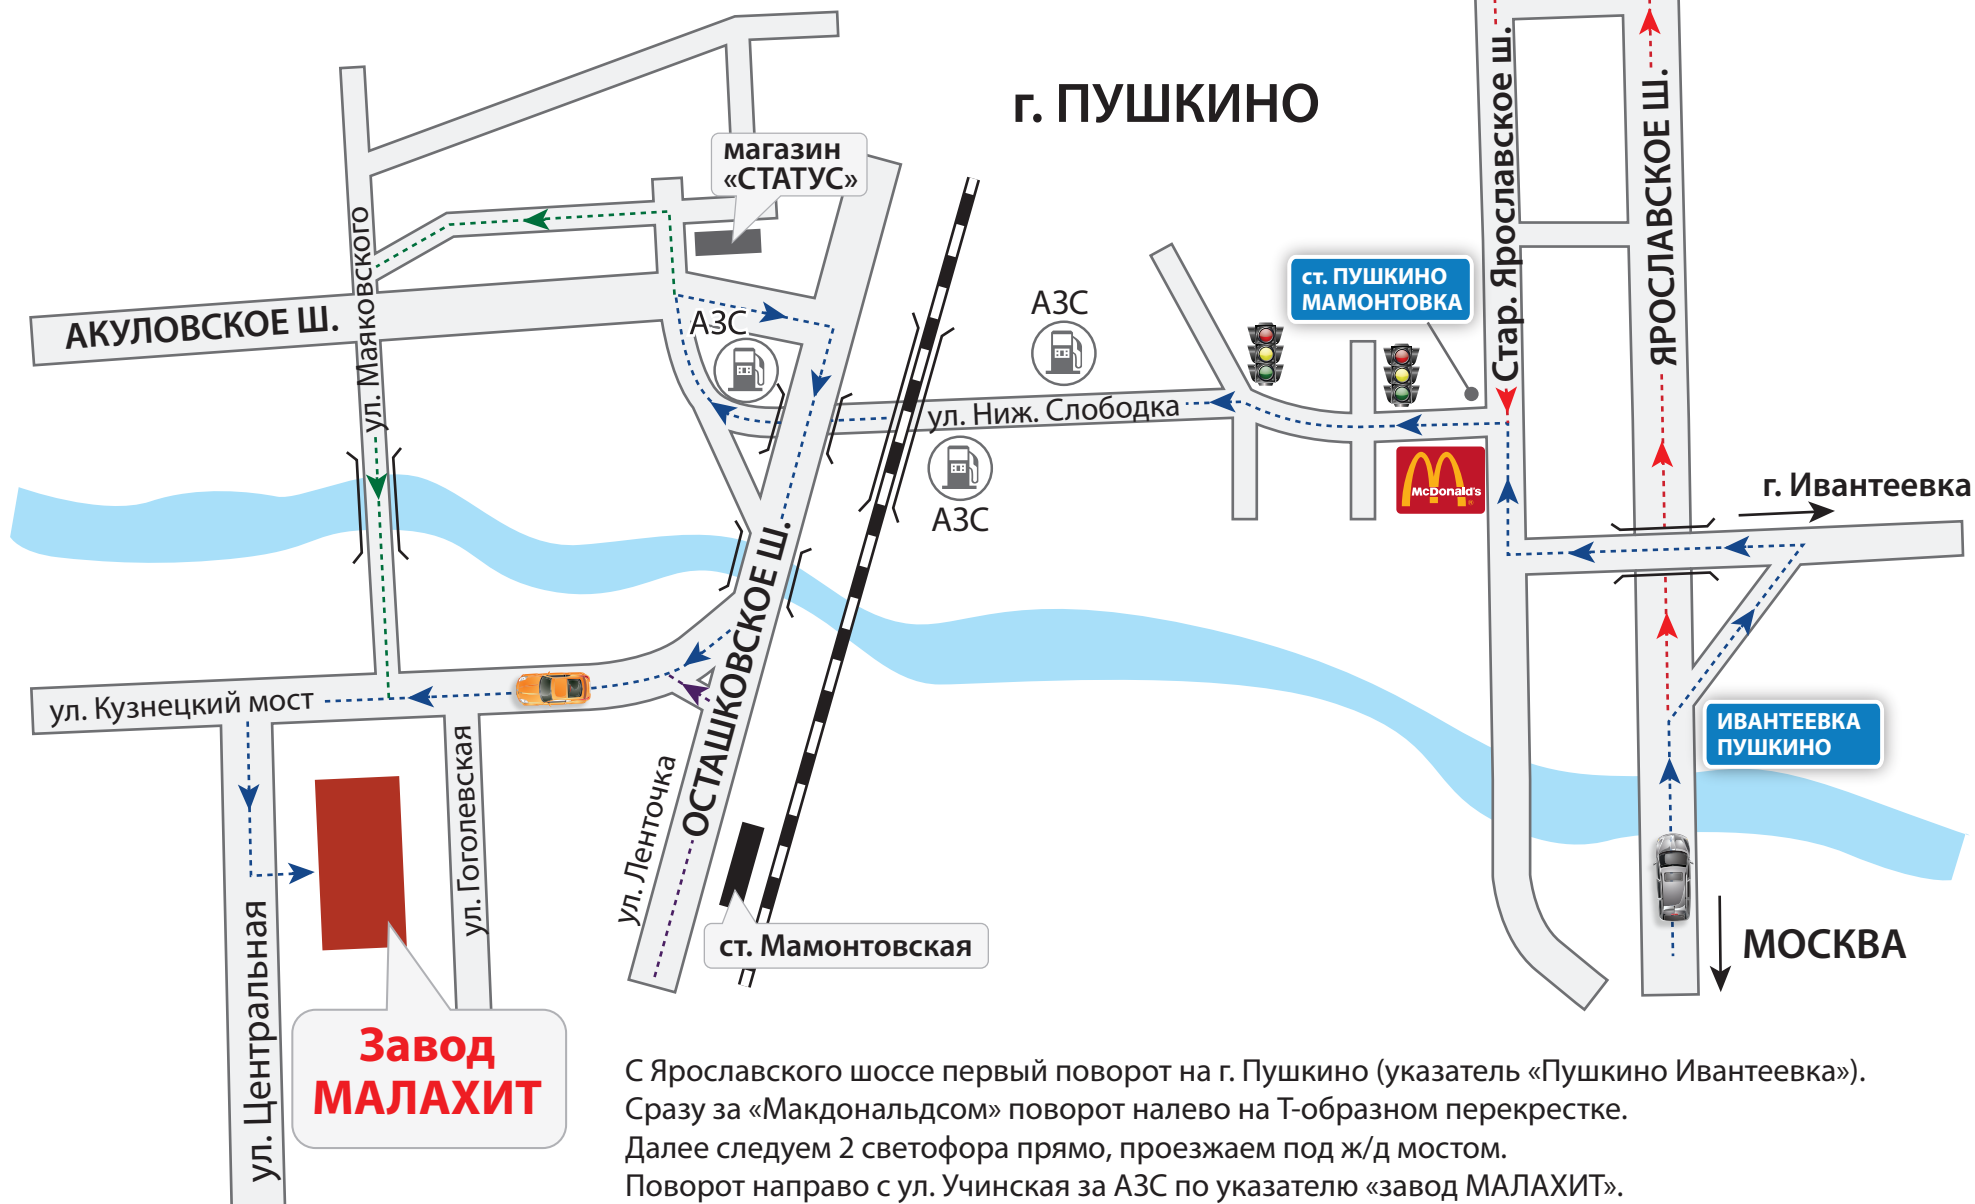 г. ПУШКИНО
магазин
«СТАТУС»
Стар. Ярославское ш.
ЯРОСЛАВСКОЕ Ш.
ст. ПУШКИНО
МАМОНТОВКА
АКУЛОВСКОЕ Ш.
ул. Маяковского
АЗС
АЗС
ул. Ниж. Слободка
АЗС
McDonald's
г. Ивантеевка
ОСТАШКОВСКОЕ Ш.
ул. Кузнецкий мост
ИВАНТЕЕВКА
ПУШКИНО
ул. Гоголевская
ул. Ленточка
ул. Центральная
ст. Мамонтовская
МОСКВА
Завод
МАЛАХИТ
С Ярославского шоссе первый поворот на г. Пушкино (указатель «Пушкино Ивантеевка»).
Сразу за «Макдональдсом» поворот налево на Т-образном перекрестке.
Далее следуем 2 светофора прямо, проезжаем под ж/д мостом.
Поворот направо с ул. Учинская за АЗС по указателю «завод МАЛАХИТ».